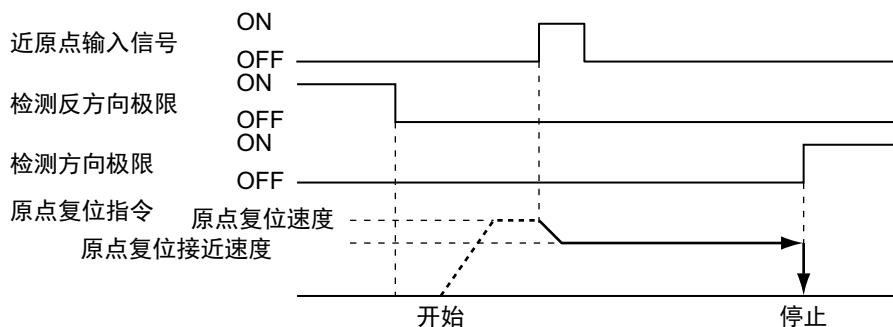 ON
近原点输入信号
OFF
ON
检测反方向极限
OFF
ON
检测方向极限
OFF
原点复位指令 原点复位速度
原点复位接近速度
开始 停止